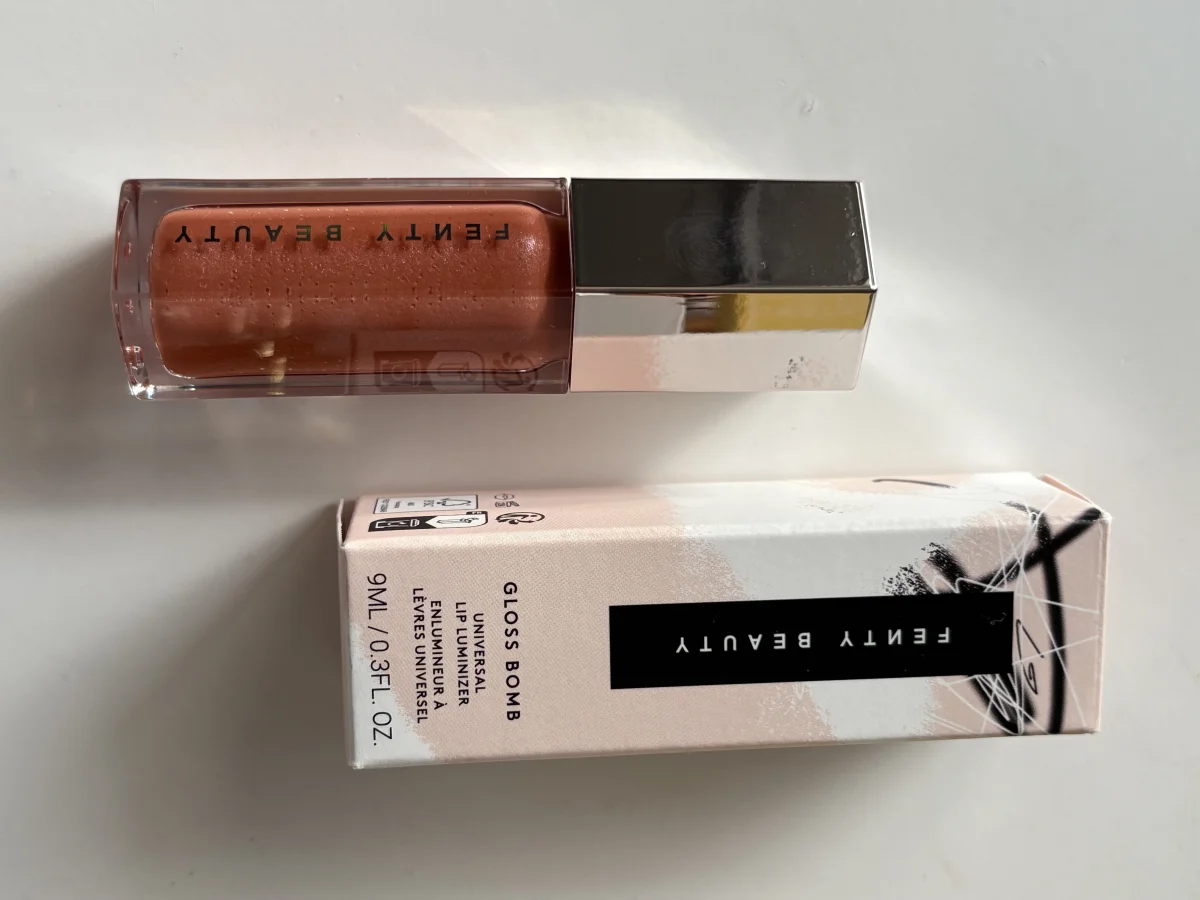 FENTY BEAUTY
FENTY BEAUTY
GLOSS BOMB
UNIVERSAL
LIP LUMINIZER
ENLUMINEUR À
LÈVRES UNIVERSEL
9ML / 0.3FL. OZ.